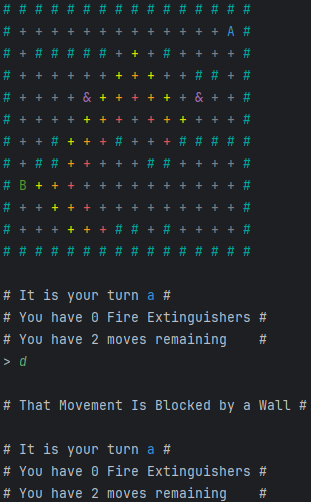 # # # # # # # # # # # # # # # #
# + + + + + + + + + + + + + A #
# + # # # # # + + + # + + + + #
# + + + + + + + + + + + # # + #
# + + + + & + + + + + + & + + #
# + + + + + + + + + + + + + + #
# + + # + + + # + + + # # # # #
# + # # + + + + + # # + + + + #
# B + + + + + + + + + + + + + #
# + + + + + + + + + + + + + + #
# + + + + + + # # + # + + + + #
# # # # # # # # # # # # # # # #
# It is your turn a #
# You have 0 Fire Extinguishers #
# You have 2 moves remaining    #
> d
# That Movement Is Blocked by a Wall #
# It is your turn a #
# You have 0 Fire Extinguishers #
# You have 2 moves remaining    #